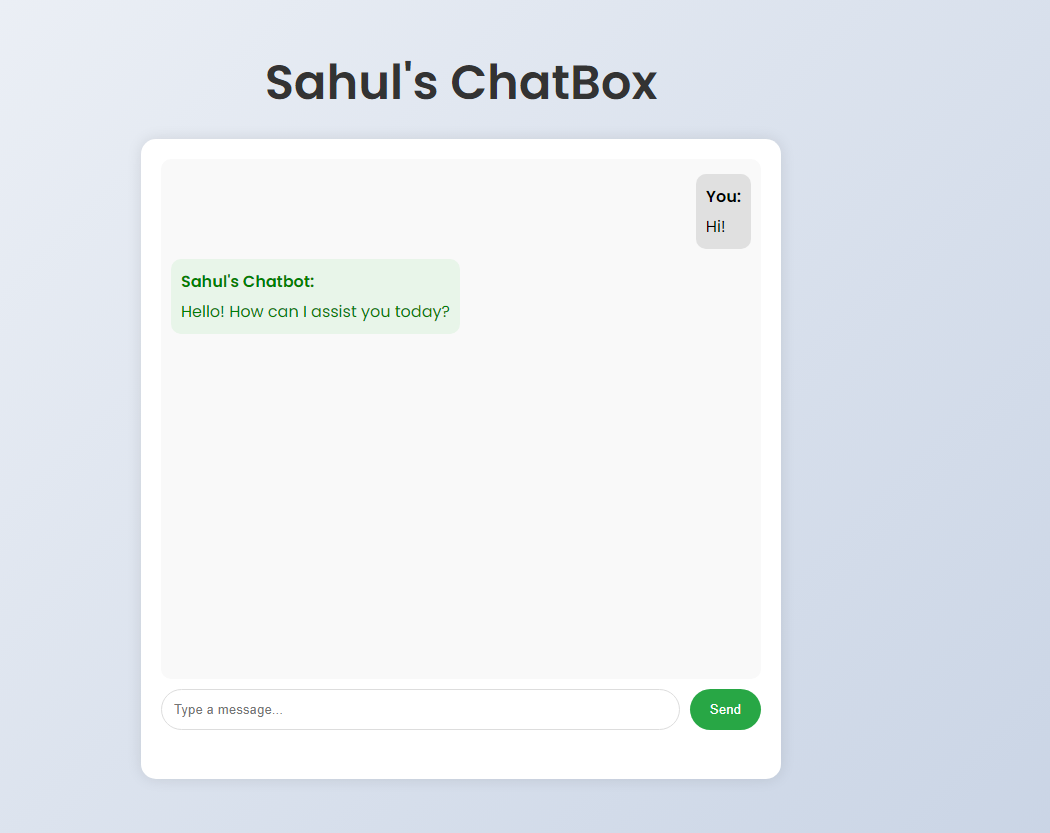 Sahul's ChatBox
You:
Hi!
Sahul's Chatbot:
Hello! How can I assist you today?
Type a message...
Send